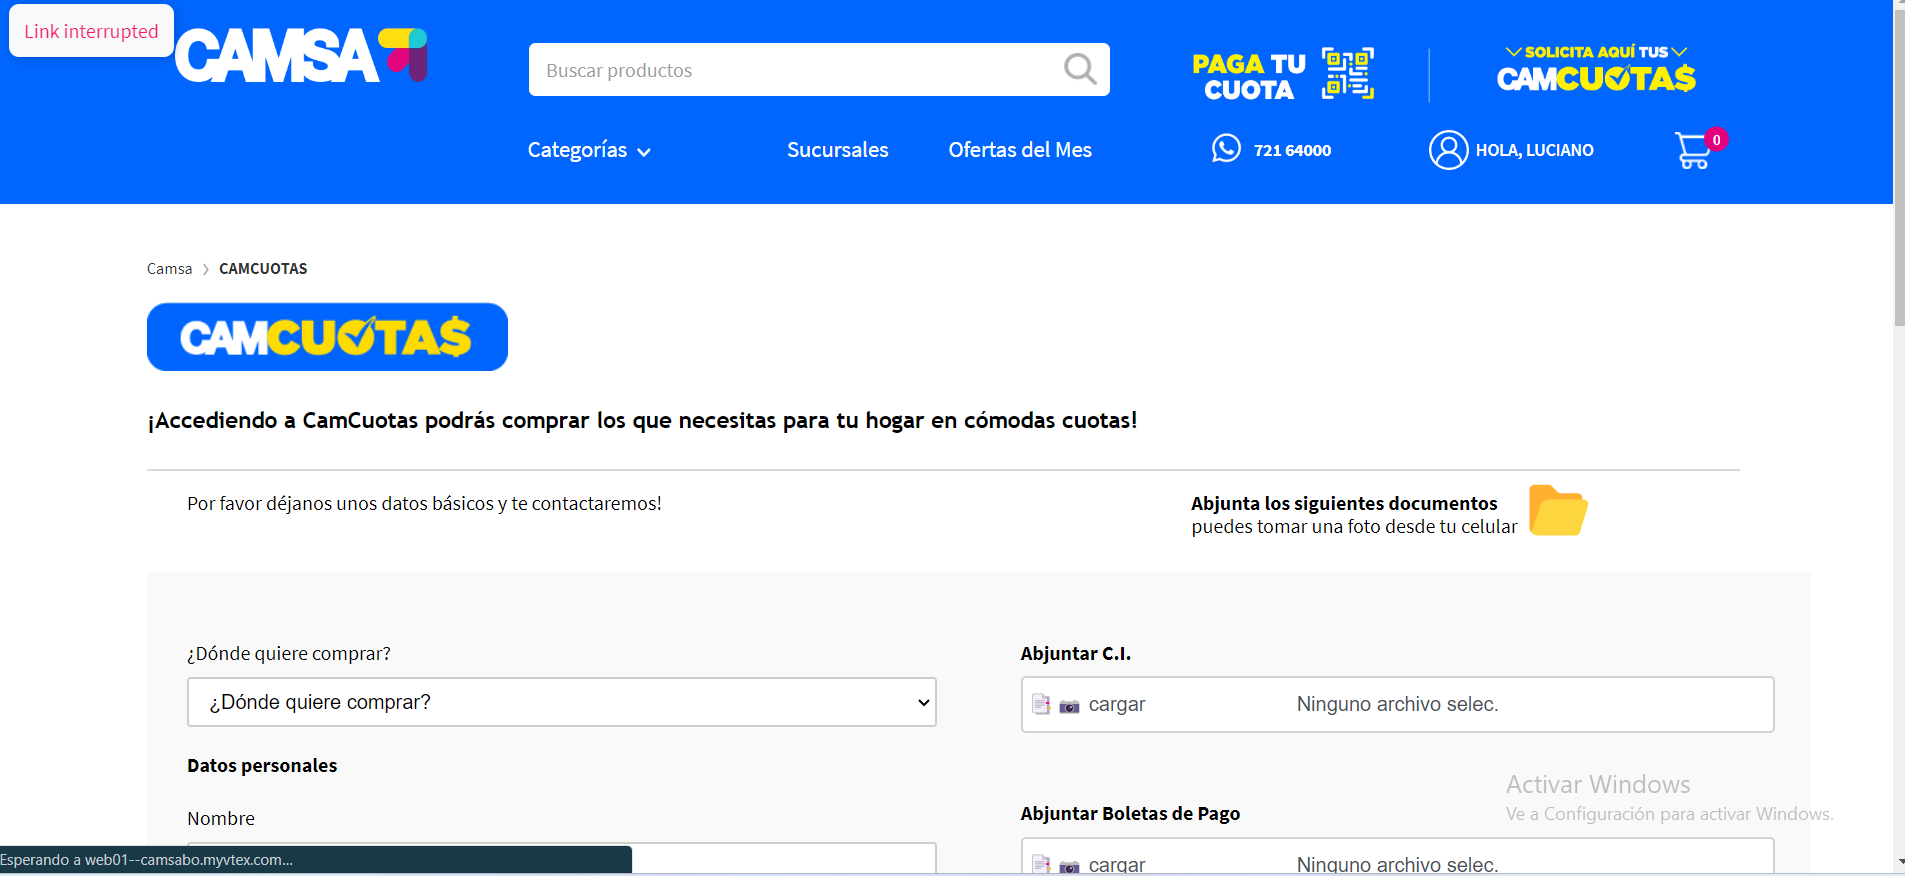 Link interrupted
CAMSA
Buscar productos
PAGA TU
CUOTA
SOLICITA AQUÍ TUS
CAMCUOTAS
Categorías
Sucursales
Ofertas del Mes
721 64000
HOLA, LUCIANO
0
Camsa > CAMCUOTAS
CAMCUOTAS
¡Accediendo a CamCuotas podrás comprar los que necesitas para tu hogar en cómodas cuotas!
Por favor déjanos unos datos básicos y te contactaremos!
Abjunta los siguientes documentos
puedes tomar una foto desde tu celular
¿Dónde quiere comprar?
¿Dónde quiere comprar?
Datos personales
Nombre
Abjuntar C.I.
cargar Ninguno archivo selec.
Abjuntar Boletas de Pago
cargar Ninguno archivo selec.
Activar Windows
Ve a Configuración para activar Windows.
Esperando a web01--camsabo.myvtex.com...